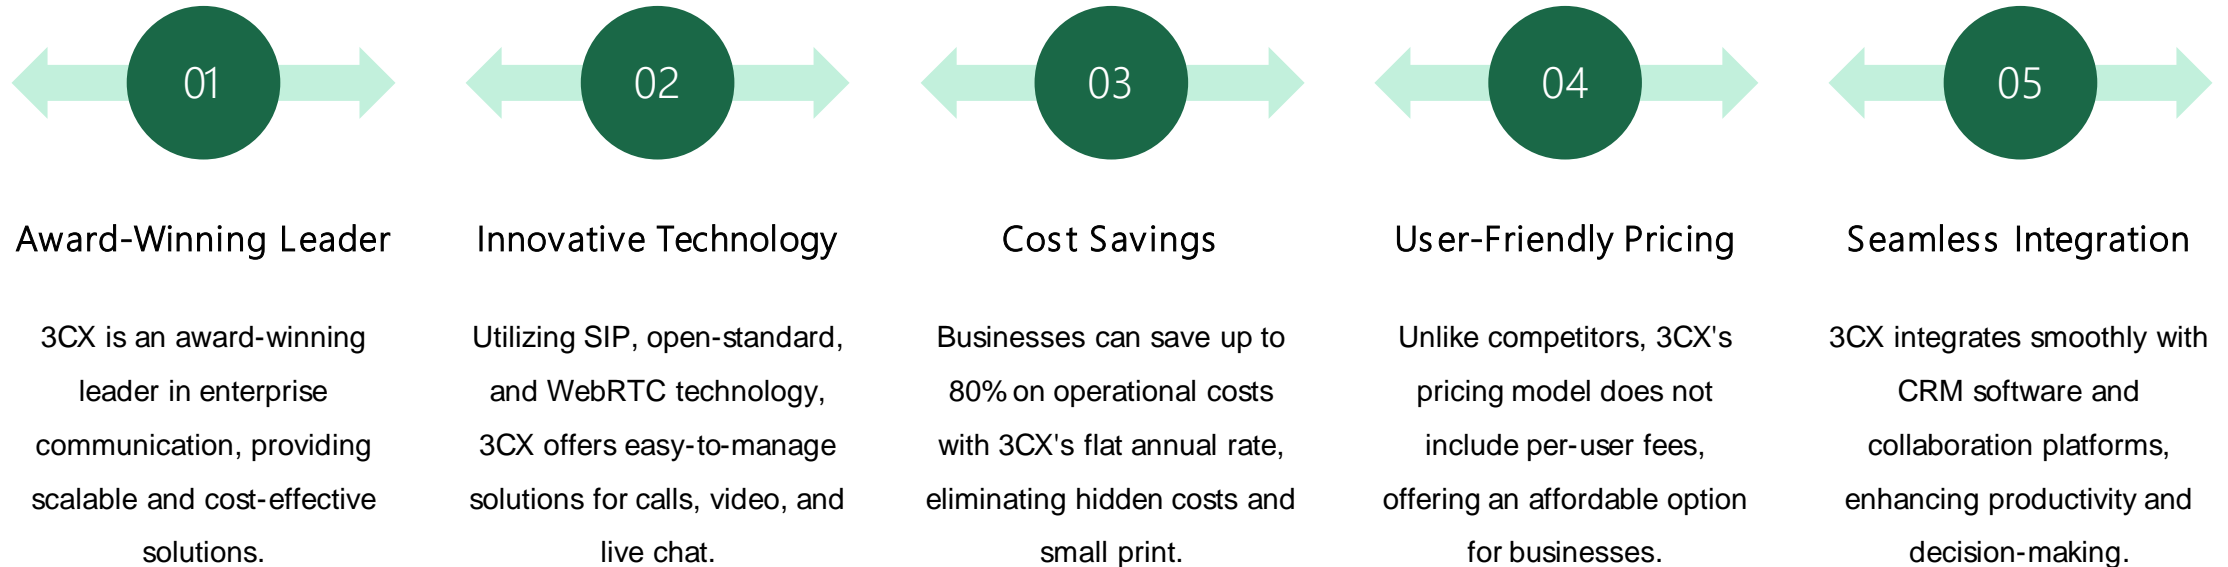 01
Award-Winning Leader
3CX is an award-winning
leader in enterprise
communication, providing
scalable and cost-effective
solutions.
02
Innovative Technology
Utilizing SIP, open-standard,
and WebRTC technology,
3CX offers easy-to-manage
solutions for calls, video, and
live chat.
03
Cost Savings
Businesses can save up to
80% on operational costs
with 3CX's flat annual rate,
eliminating hidden costs and
small print.
04
User-Friendly Pricing
Unlike competitors, 3CX's
pricing model does not
include per-user fees,
offering an affordable option
for businesses.
05
Seamless Integration
3CX integrates smoothly with
CRM software and
collaboration platforms,
enhancing productivity and
decision-making.